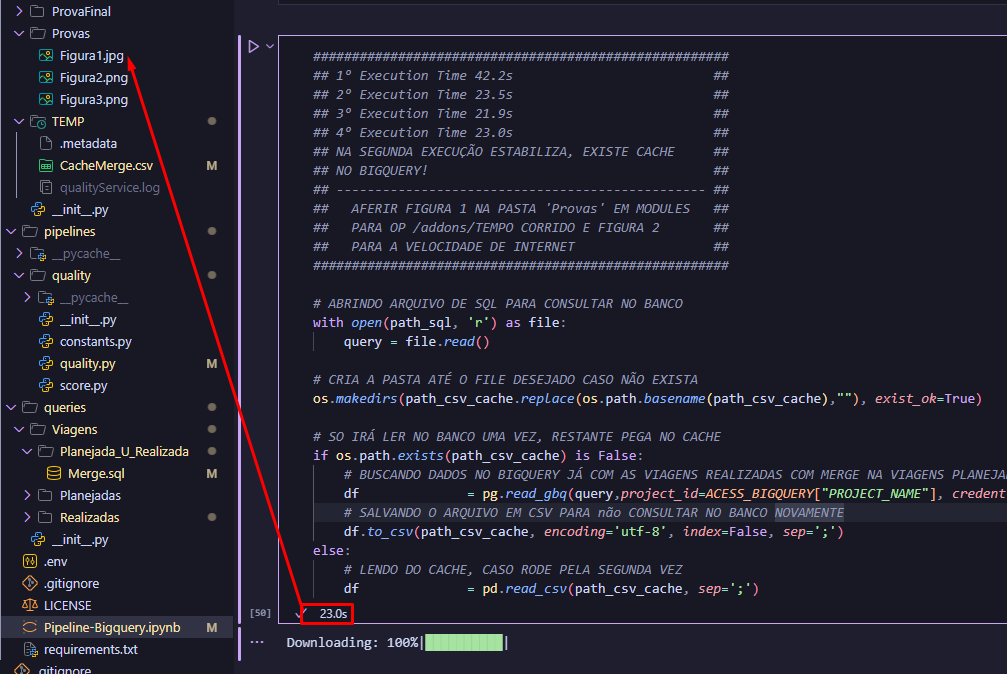 ProvaFinal
Provas
Figura1.jpg
Figura2.png
Figura3.png
TEMP
.metadata
CacheMerge.csv M
qualityService.log
__init__.py
pipelines
__pycache__
quality
__pycache__
__init__.py
constants.py
quality.py M
score.py
queries
Viagens
Planejada_U_Realizada
Merge.sql M
Planejadas
Realizadas
__init__.py
.env
.gitignore
LICENSE
Pipeline-Bigquery.ipynb M
requirements.txt
.gitignore
######################################################
## 1º Execution Time 42.2s ##
## 2º Execution Time 23.5s ##
## 3º Execution Time 21.9s ##
## 4º Execution Time 23.0s ##
## NA SEGUNDA EXECUÇÃO ESTABILIZA, EXISTE CACHE ##
## NO BIGQUERY! ##
## ------------------------------------------------ ##
## AFERIR FIGURA 1 NA PASTA 'Provas' EM MODULES ##
## PARA OP /addons/TEMPO CORRIDO E FIGURA 2 ##
## PARA A VELOCIDADE DE INTERNET ##
######################################################
# ABRINDO ARQUIVO DE SQL PARA CONSULTAR NO BANCO
with open(path_sql, 'r') as file:
query = file.read()
# CRIA A PASTA ATÉ O FILE DESEJADO CASO NÃO EXISTA
os.makedirs(path_csv_cache.replace(os.path.basename(path_csv_cache),""), exist_ok=True)
# SO IRÁ LER NO BANCO UMA VEZ, RESTANTE PEGA NO CACHE
if os.path.exists(path_csv_cache) is False:
# BUSCANDO DADOS NO BIGQUERY JÁ COM AS VIAGENS REALIZADAS COM MERGE NA VIAGENS PLANEJA
df = pg.read_gbq(query,project_id=ACESS_BIGQUERY["PROJECT_NAME"], credent
# SALVANDO O ARQUIVO EM CSV PARA não CONSULTAR NO BANCO NOVAMENTE
df.to_csv(path_csv_cache, encoding='utf-8', index=False, sep=';')
else:
# LENDO DO CACHE, CASO RODE PELA SEGUNDA VEZ
df = pd.read_csv(path_csv_cache, sep=';')
[50] 23.0s
... Downloading: 100%|██████████|